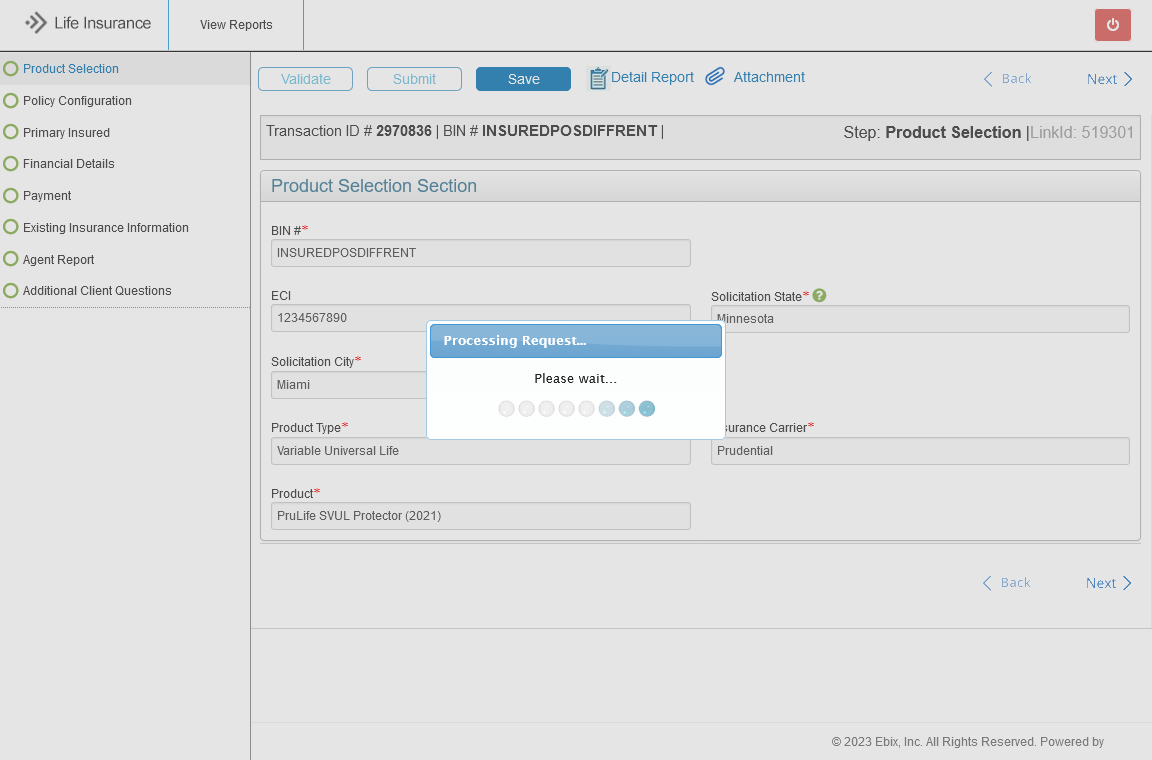 Life Insurance
View Reports
Product Selection
Policy Configuration
Primary Insured
Financial Details
Payment
Existing Insurance Information
Agent Report
Additional Client Questions
Validate
Submit
Save
Detail Report
Attachment
Back
Next
Transaction ID # 2970836 | BIN # INSUREDPOSDIFFRENT |
Step: Product Selection |LinkId: 519301
Product Selection Section
BIN #*
INSUREDPOSDIFFRENT
ECI
1234567890
Solicitation State* ?
Minnesota
Solicitation City*
Miami
Processing Request...
Please wait...
Product Type*
Variable Universal Life
Carrier*
Prudential
Product*
PruLife SVUL Protector (2021)
Back
Next
© 2023 Ebix, Inc. All Rights Reserved. Powered by